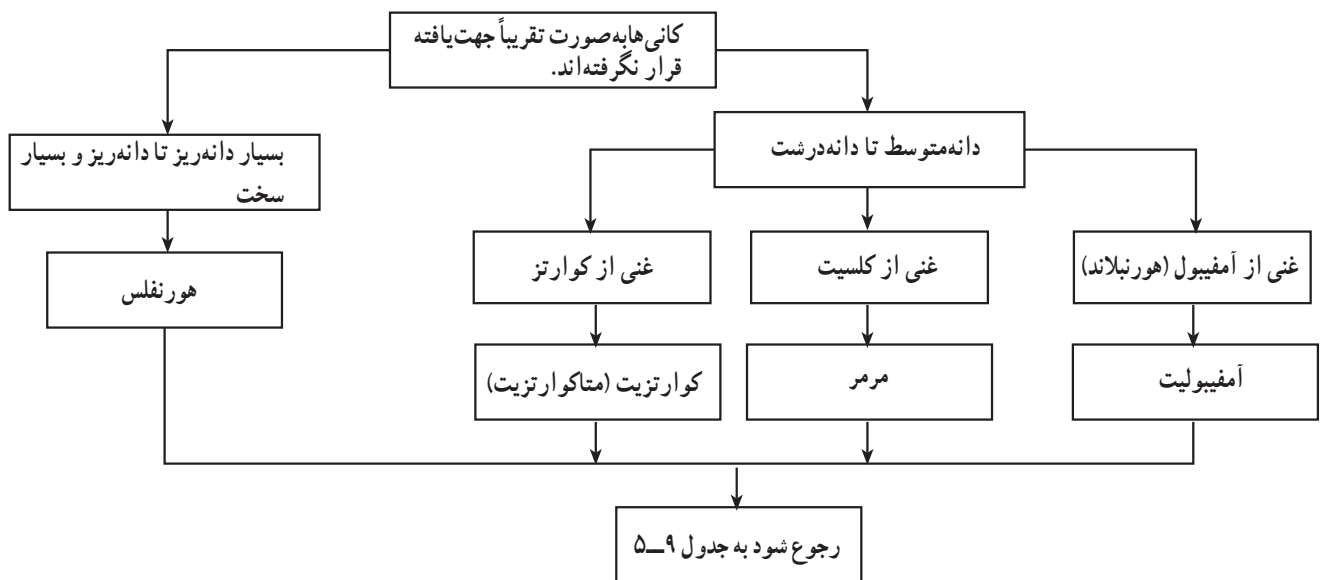 کانی‌هابه‌صورت تقریباً جهت‌یافته
قرار نگرفته‌اند.
دانه‌متوسط تا دانه‌درشت
بسیار دانه‌ریز تا دانه‌ریز و بسیار
سخت
غنی از آمفیبول (هورنبلاند)
غنی از کلسیت
غنی از کوارتز
هورنفلس
آمفیبولیت
مرمر
کوارتزیت (متاکوارتزیت)
رجوع شود به جدول ۹ــ۵